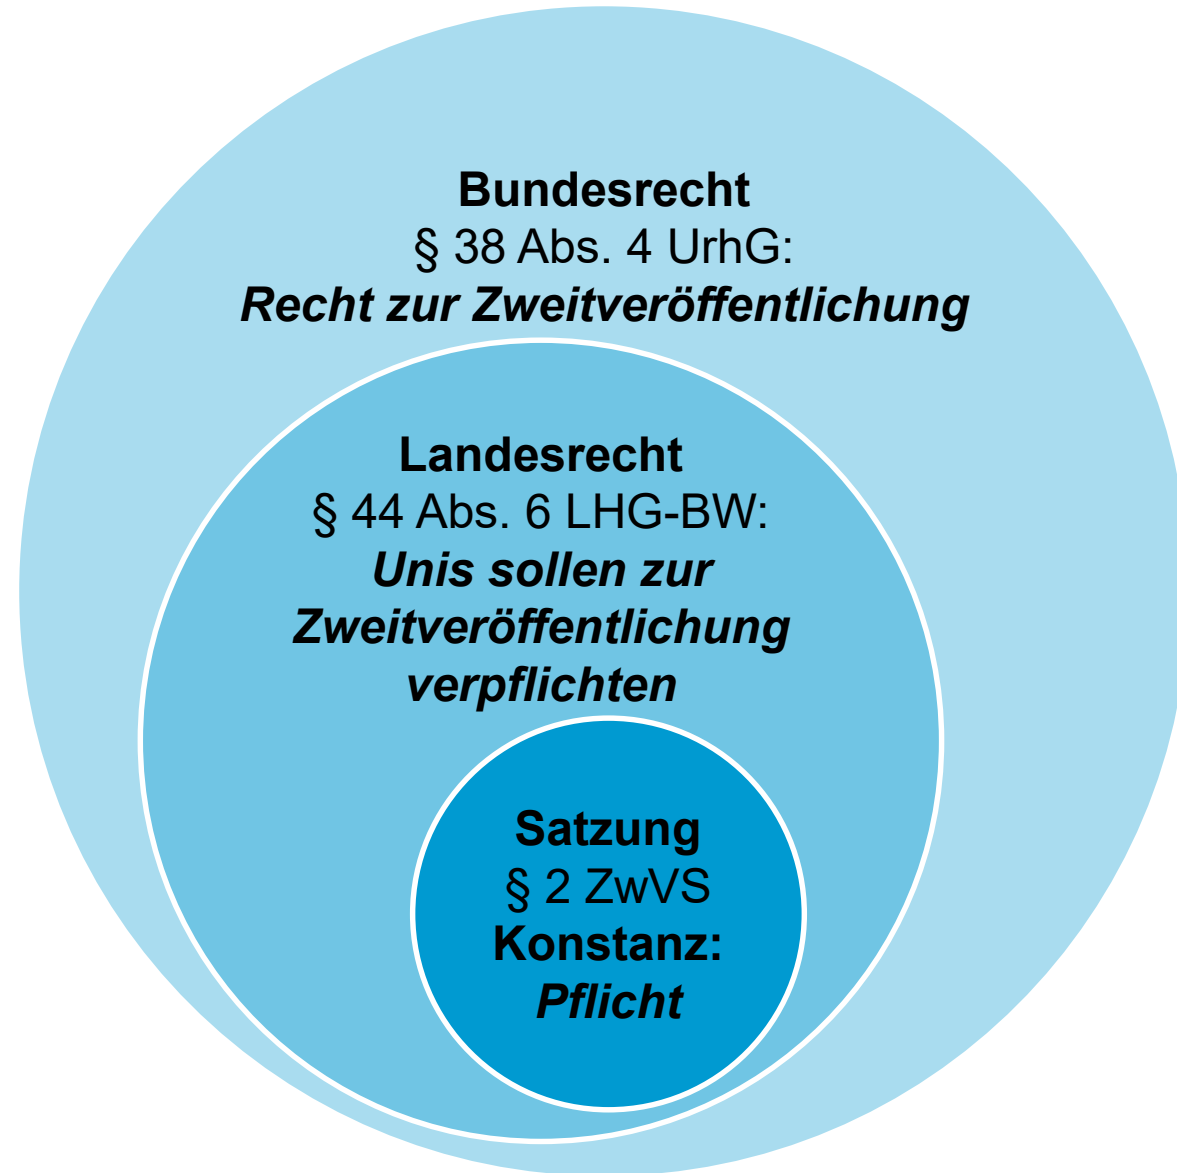 Bundesrecht
§ 38 Abs. 4 UrhG:
Recht zur Zweitveröffentlichung
Landesrecht
§ 44 Abs. 6 LHG-BW:
Unis sollen zur
Zweitveröffentlichung
verpflichten
Satzung
§ 2 ZwVS
Konstanz:
Pflicht